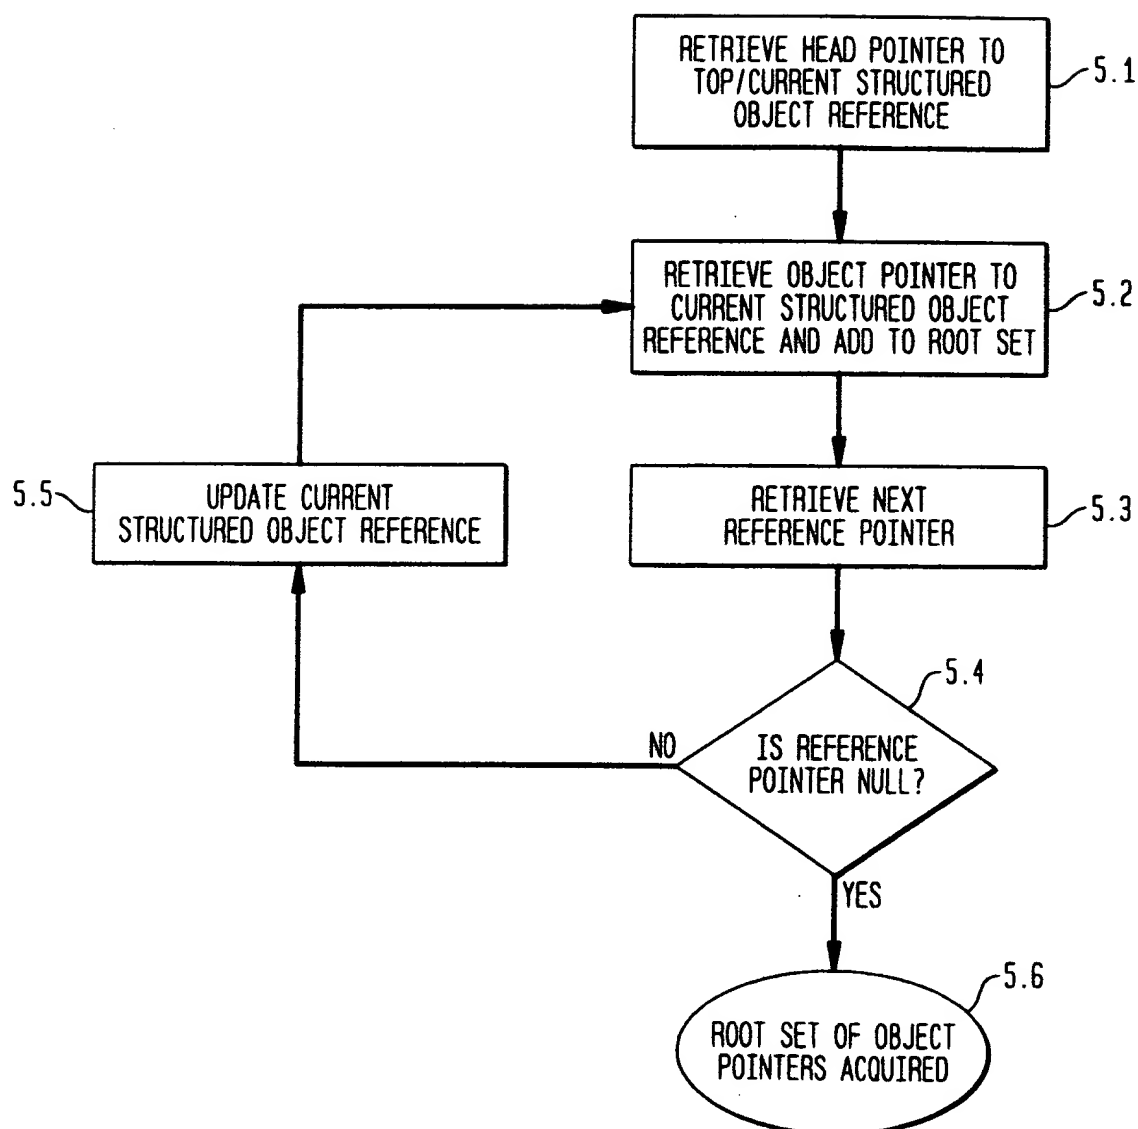 RETRIEVE HEAD POINTER TO
TOP/CURRENT STRUCTURED
OBJECT REFERENCE
5.1
RETRIEVE OBJECT POINTER TO
CURRENT STRUCTURED OBJECT
REFERENCE AND ADD TO ROOT SET
5.2
5.5
UPDATE CURRENT
STRUCTURED OBJECT REFERENCE
RETRIEVE NEXT
REFERENCE POINTER
5.3
5.4
NO
IS REFERENCE
POINTER NULL?
YES
5.6
ROOT SET OF OBJECT
POINTERS ACQUIRED